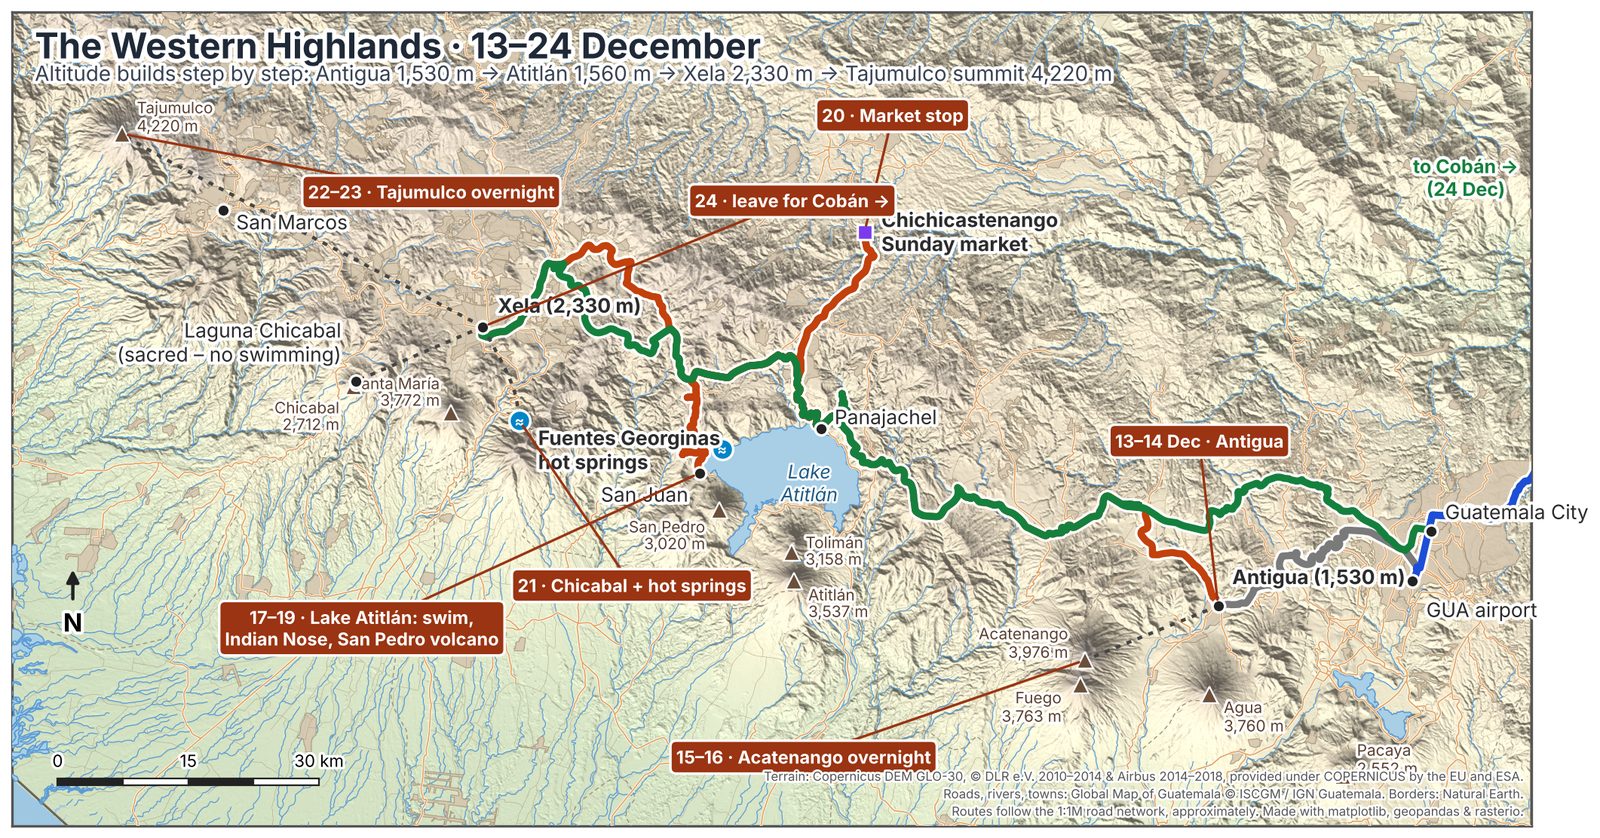 The Western Highlands · 13–24 December
Altitude builds step by step: Antigua 1,530 m → Atitlán 1,560 m → Xela 2,330 m → Tajumulco summit 4,220 m
Tajumulco
4,220 m
20 · Market stop
to Cobán →
(24 Dec)
22–23 · Tajumulco overnight
24 · leave for Cobán →
San Marcos
Chichicastenango
Sunday market
Xela (2,330 m)
Laguna Chicabal
(sacred – no swimming)
anta María
3,772 m
Chicabal
2,712 m
Panajachel
Fuentes Georginas
hot springs
13–14 Dec · Antigua
Lake
Atitlán
San Juan
San Pedro
3,020 m
Guatemala City
Tolimán
3,158 m
21 · Chicabal + hot springs
Antigua (1,530 m)
Atitlán
3,537 m
GUA airport
N
17–19 · Lake Atitlán: swim,
Indian Nose, San Pedro volcano
Acatenango
3,976 m
Fuego
3,763 m
Agua
3,760 m
15–16 · Acatenango overnight
Pacaya
2,552 m
0 15 30 km
Terrain: Copernicus DEM GLO-30, © DLR e.V. 2010–2014 & Airbus 2014–2018, provided under COPERNICUS by the EU and ESA.
Roads, rivers, towns: Global Map of Guatemala © ISCGM / IGN Guatemala. Borders: Natural Earth.
Routes follow the 1:1M road network, approximately. Made with matplotlib, geopandas & rasterio.